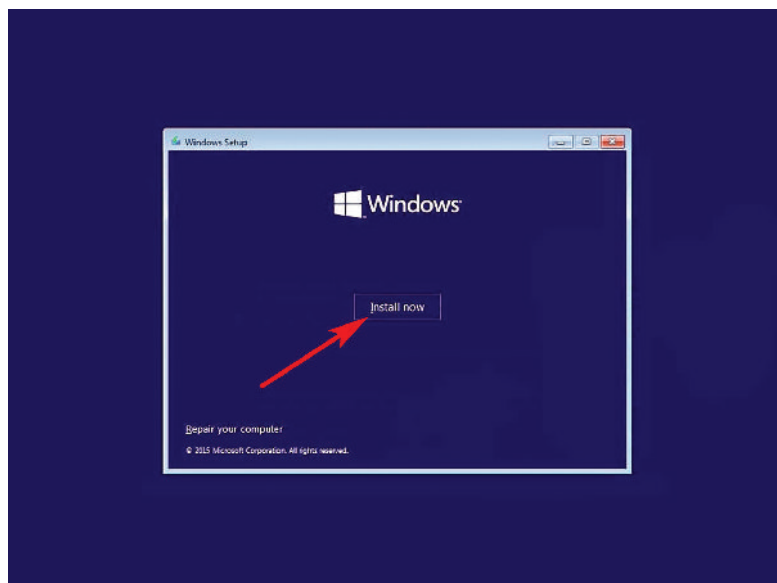 Windows Setup
Windows
Install now
Repair your computer
© 2015 Microsoft Corporation. All rights reserved.